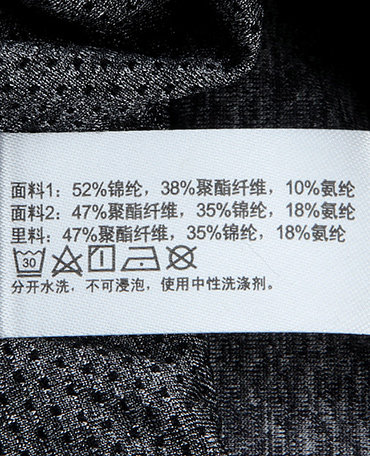 面料1：52%锦纶，38%聚酯纤维，10%氨纶
面料2：47%聚酯纤维，35%锦纶，18%氨纶
里料：47%聚酯纤维，35%锦纶，18%氨纶
30
分开水洗，不可浸泡，使用中性洗涤剂。